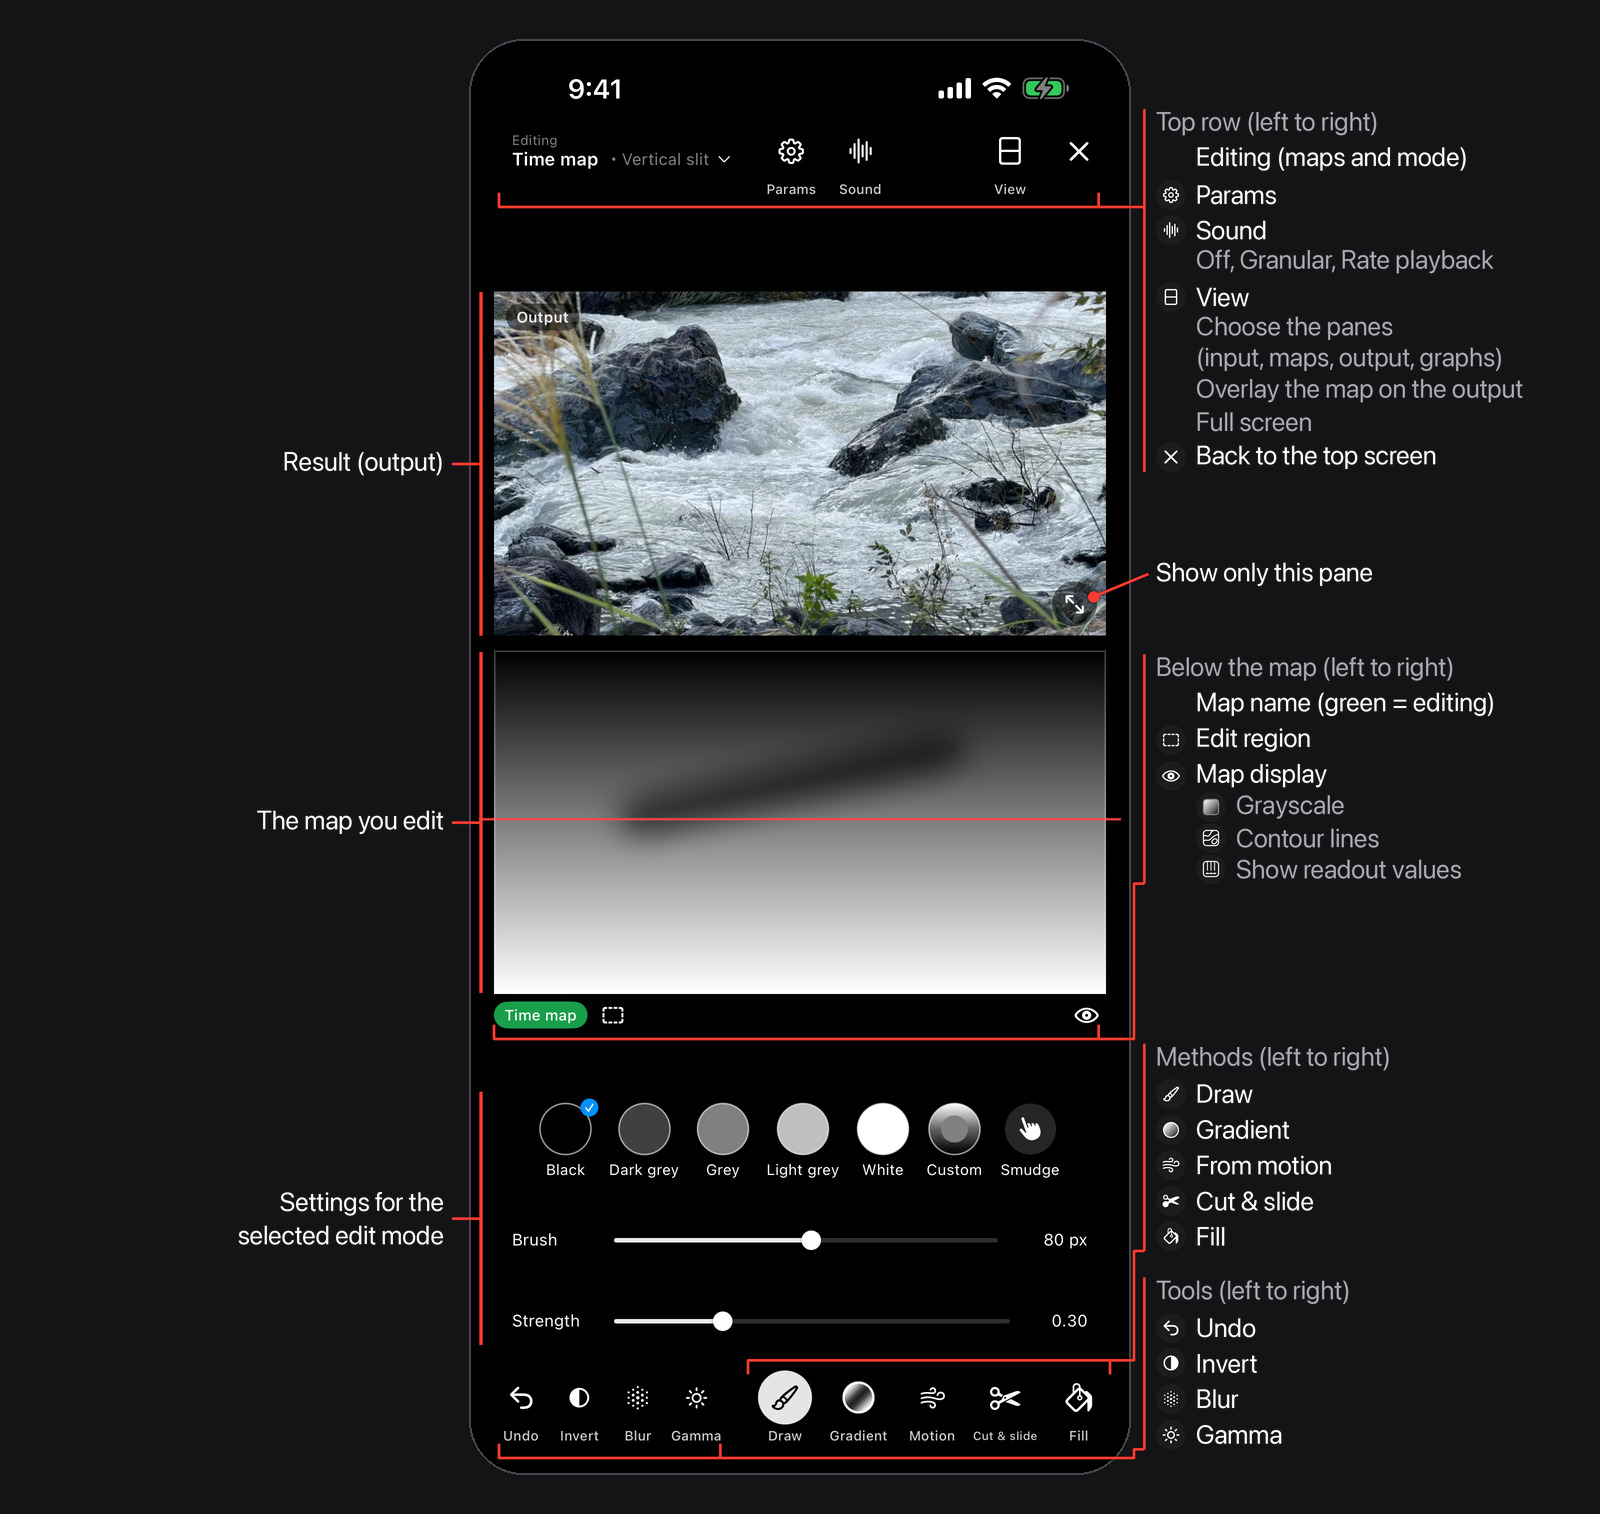 9:41
Editing
Time map • Vertical slit
Params
Sound
View
Output
Time map
Black
Dark grey
Grey
Light grey
White
Custom
Smudge
Brush
80 px
Strength
0.30
Undo
Invert
Blur
Gamma
Draw
Gradient
Motion
Cut & slide
Fill
Result (output)
The map you edit
Settings for the
selected edit mode
Top row (left to right)
Editing (maps and mode)
Params
Sound
Off, Granular, Rate playback
View
Choose the panes
(input, maps, output, graphs)
Overlay the map on the output
Full screen
Back to the top screen
Show only this pane
Below the map (left to right)
Map name (green = editing)
Edit region
Map display
Grayscale
Contour lines
Show readout values
Methods (left to right)
Draw
Gradient
From motion
Cut & slide
Fill
Tools (left to right)
Undo
Invert
Blur
Gamma